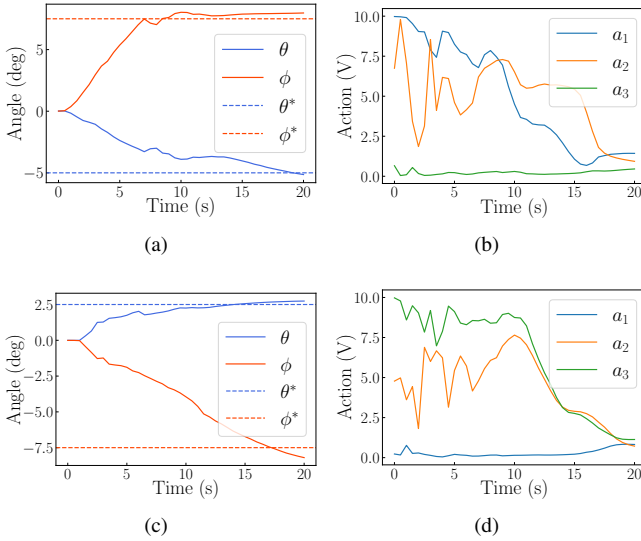 5
0
−5
Angle (deg)
0
5
10
15
20
Time (s)
θ
ϕ
θ*
ϕ*
(a)
10.0
7.5
5.0
2.5
0.0
Action (V)
0
5
10
15
20
Time (s)
a₁
a₂
a₃
(b)
2.5
0.0
−2.5
−5.0
−7.5
Angle (deg)
0
5
10
15
20
Time (s)
θ
ϕ
θ*
ϕ*
(c)
10.0
7.5
5.0
2.5
0.0
Action (V)
0
5
10
15
20
Time (s)
a₁
a₂
a₃
(d)